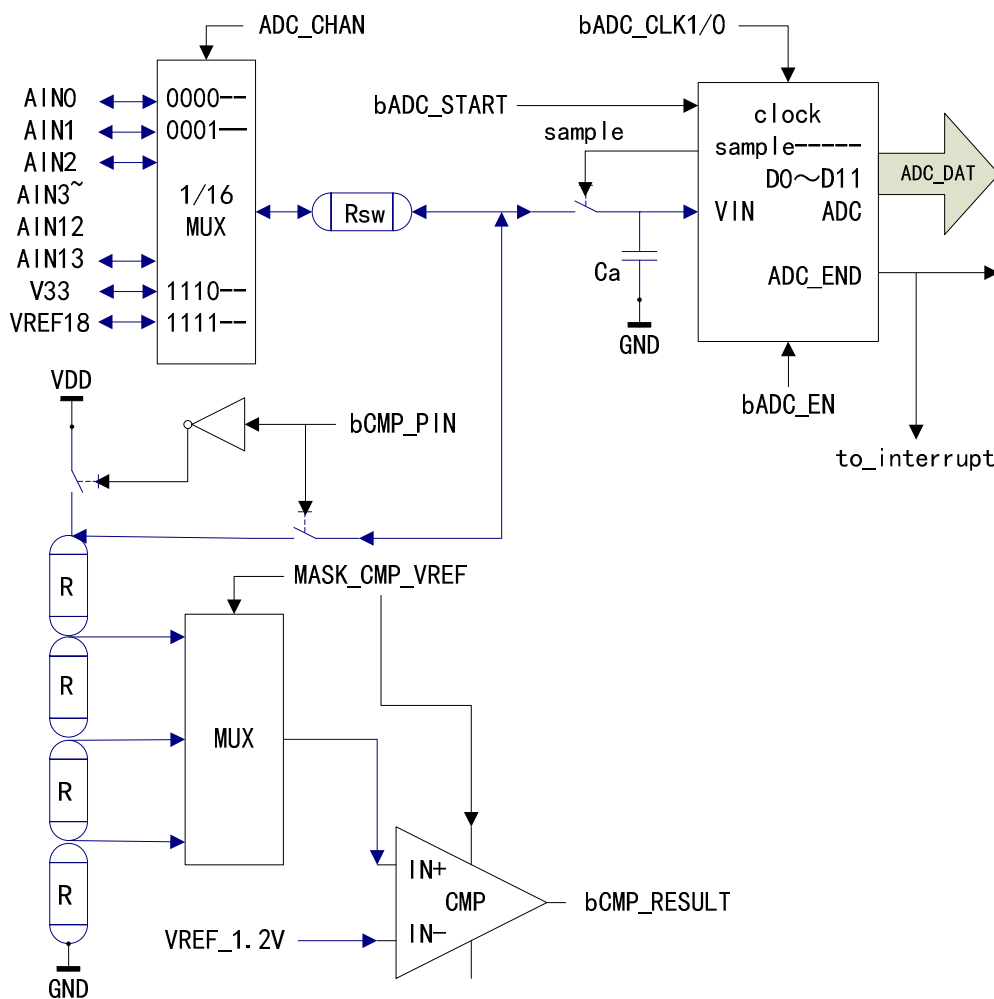 ADC_CHAN
bADC_CLK1/0
AIN0
0000--
AIN1
0001--
AIN2
AIN3~
AIN12
AIN13
V33
1110--
VREF18
1111--
1/16
MUX
Rsw
bADC_START
sample
clock
sample-----
D0~D11
VIN
ADC
ADC_DAT
ADC_END
Ca
GND
bADC_EN
to_interrupt
VDD
bCMP_PIN
MASK_CMP_VREF
R
R
R
R
MUX
IN+
CMP
IN-
bCMP_RESULT
VREF_1.2V
GND